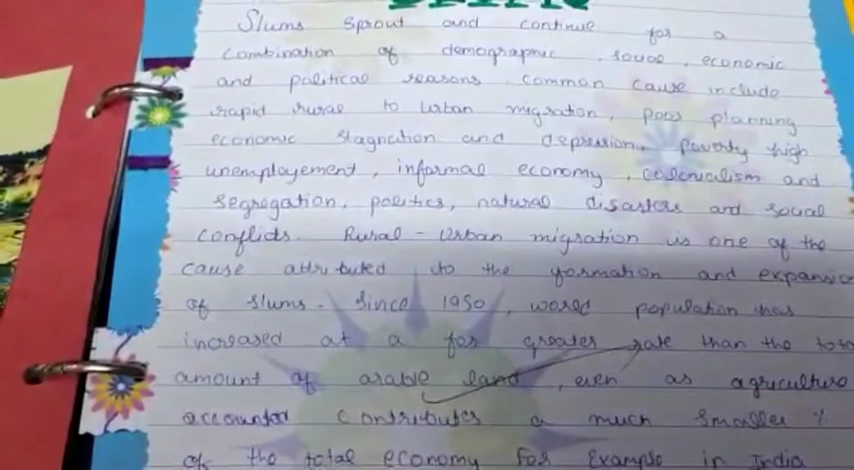 Slums sprout and continue for a
combination of demographic, social, economic
and political reasons common cause include
rapid rural to urban migration, poor planning
economic stagnation and depression, poverty high
unemployement, informal economy, colonialism and
segregation, politics, natural disasters and social
conflicts. Rural - Urban migration is one of the
cause attributed to the formation and expansion
of slums. Since 1950, world population has
increased at a far greater rate than the tota
amount of arable land, even as agriculture
accounted contributes a much smaller %
of the total economy For Example in India